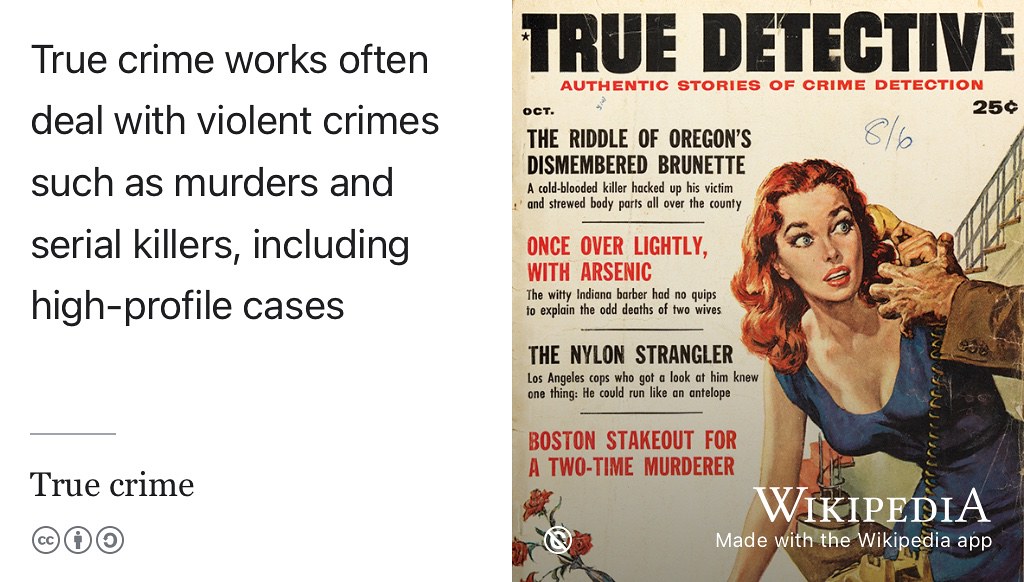 True crime works often
deal with violent crimes
such as murders and
serial killers, including
high-profile cases
True crime
cc
TRUE DETECTIVE
AUTHENTIC STORIES OF CRIME DETECTION
OCT.
25¢
8/6
THE RIDDLE OF OREGON'S
DISMEMBERED BRUNETTE
A cold-blooded killer hacked up his victim
and strewed body parts all over the county
ONCE OVER LIGHTLY,
WITH ARSENIC
The witty Indiana barber had no quips
to explain the odd deaths of two wives
THE NYLON STRANGLER
Los Angeles cops who got a look at him knew
one thing: He could run like an antelope
BOSTON STAKEOUT FOR
A TWO-TIME MURDERER
WIKIPEDIA
Made with the Wikipedia app